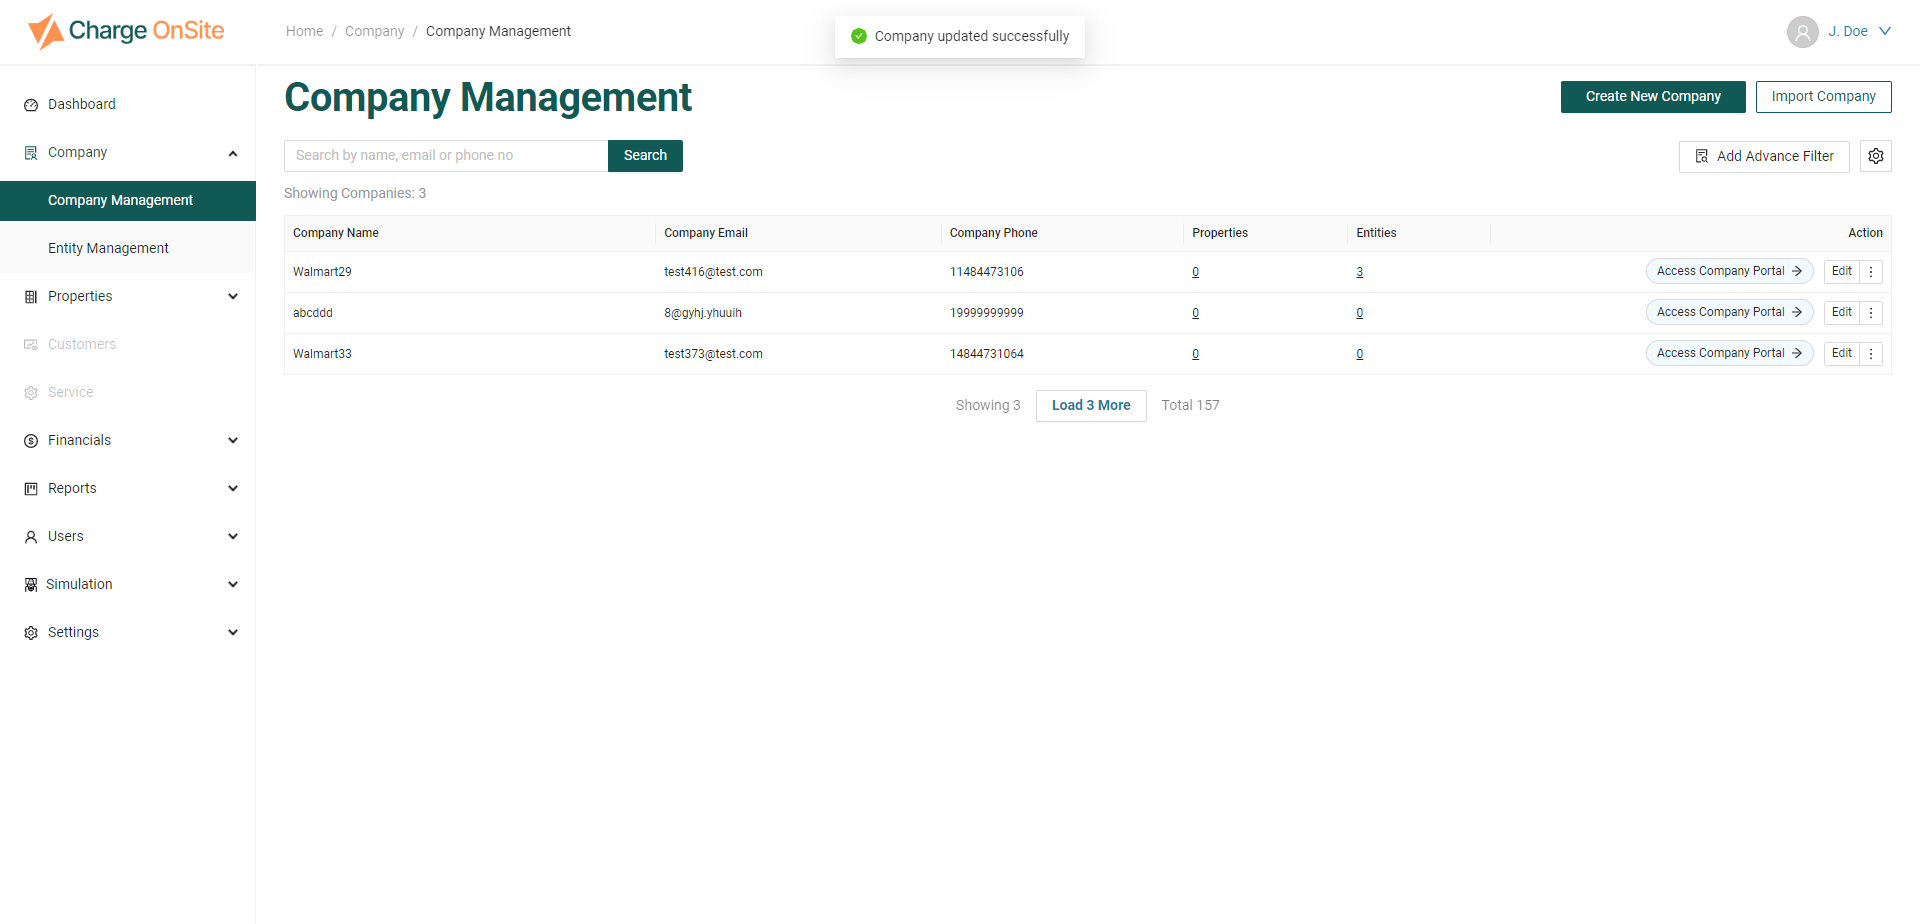 Charge OnSite
Home / Company / Company Management
Company updated successfully
J. Doe
Dashboard
Company
Company Management
Entity Management
Properties
Customers
Service
Financials
Reports
Users
Simulation
Settings
Company Management
Create New Company
Import Company
Search by name, email or phone no
Search
Add Advance Filter
Showing Companies: 3
Company Name Company Email Company Phone Properties Entities Action
Walmart29 test416@test.com 11484473106 0 3 Access Company Portal → Edit
abcddd 8@gyhj.yhuuih 19999999999 0 0 Access Company Portal → Edit
Walmart33 test373@test.com 14844731064 0 0 Access Company Portal → Edit
Showing 3 Load 3 More Total 157